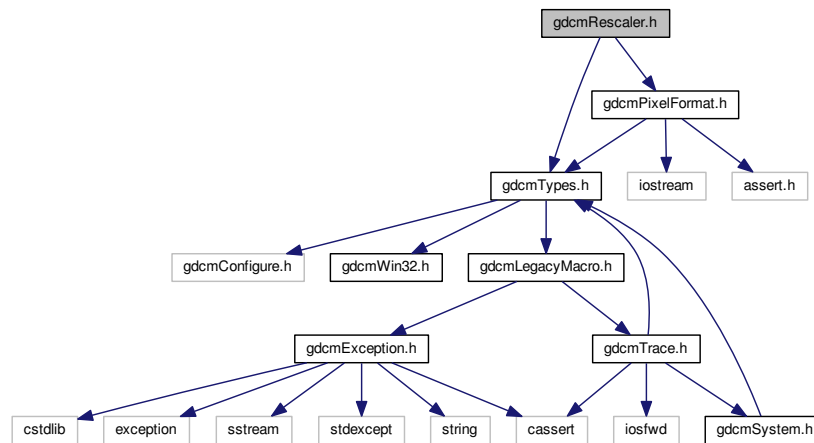 gdcmRescaler.h
gdcmPixelFormat.h
gdcmTypes.h
iostream
assert.h
gdcmConfigure.h
gdcmWin32.h
gdcmLegacyMacro.h
gdcmException.h
gdcmTrace.h
cstdlib
exception
sstream
stdexcept
string
cassert
iosfwd
gdcmSystem.h